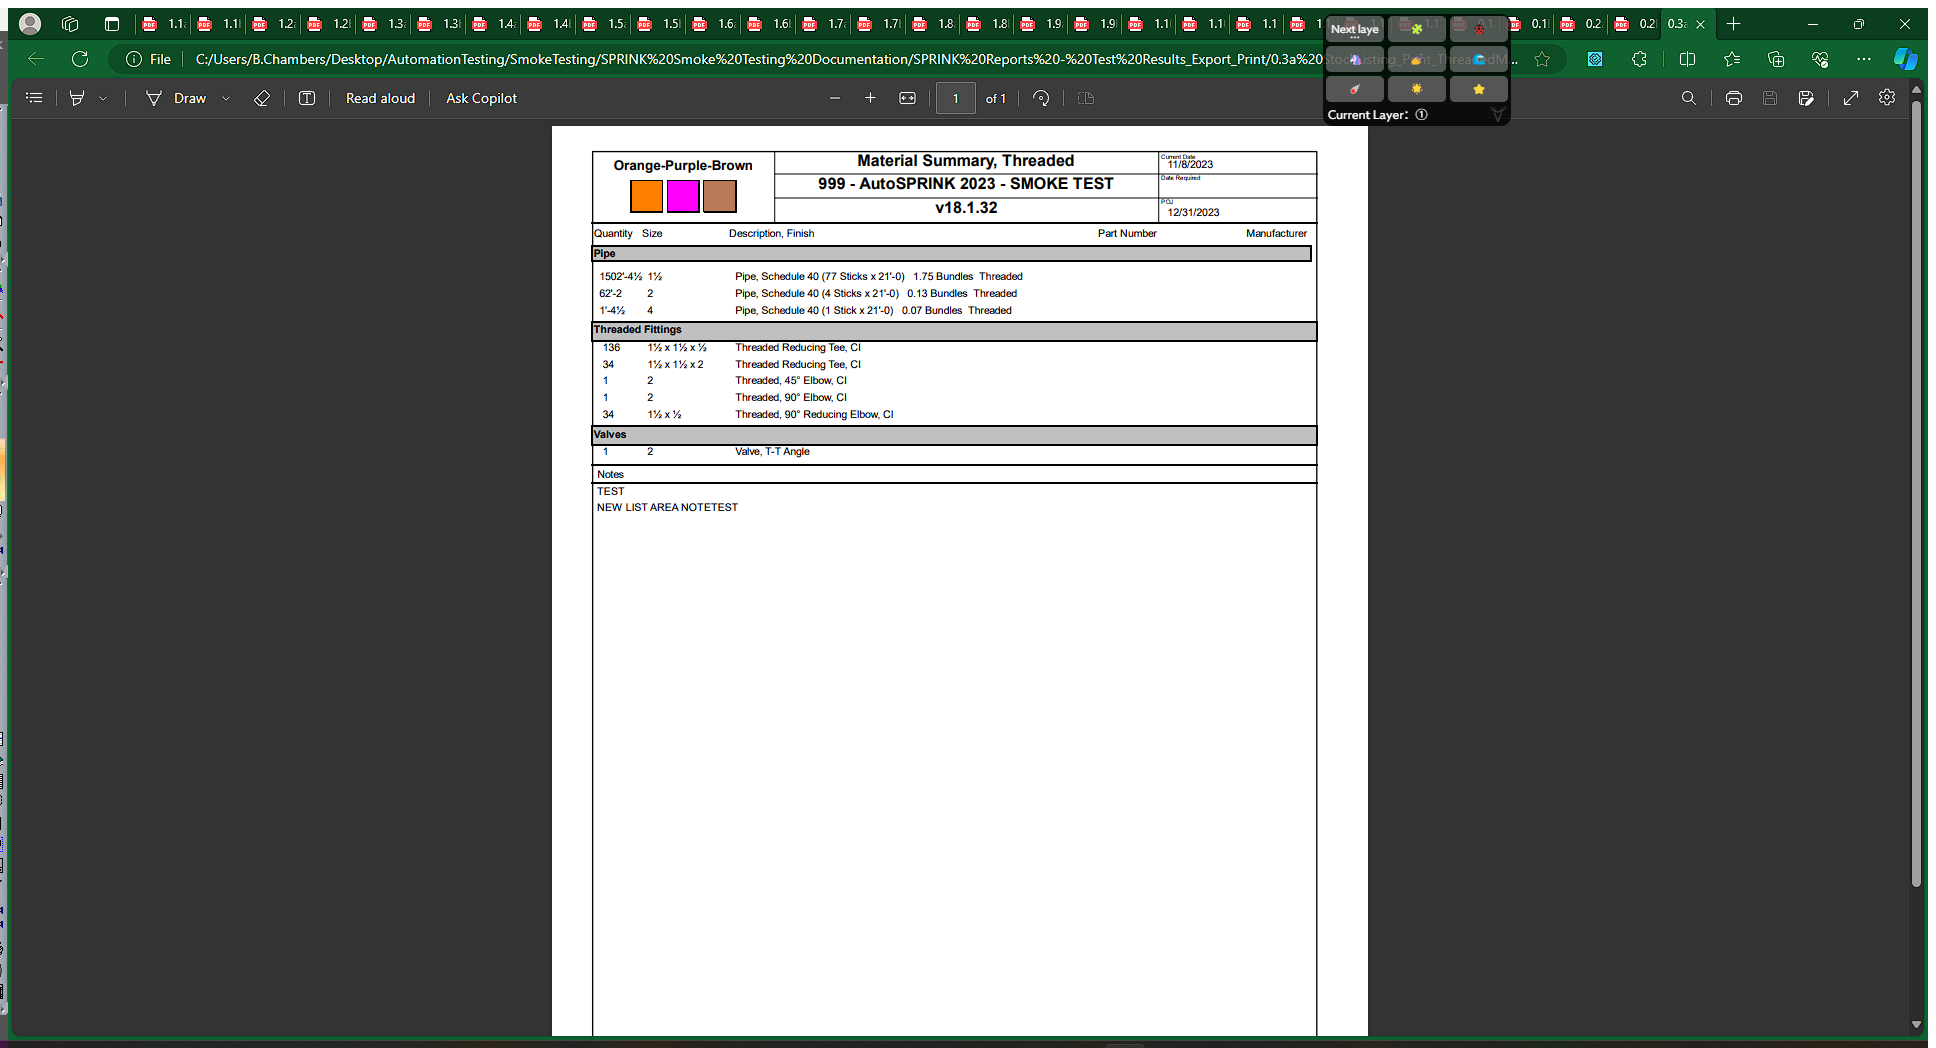 1.1 1.1 1.2 1.2 1.3 1.3 1.4 1.4 1.5 1.5 1.6 1.6 1.7 1.7 1.8 1.8 1.9 1.9 1.1 1.1 1.1 0.1 0.2 0.2 0.3a
Next laye
File C:/Users/B.Chambers/Desktop/AutomationTesting/SmokeTesting/SPRINK%20Smoke%20Testing%20Documentation/SPRINK%20Reports%20-%20Test%20Results_Export_Print/0.3a%20
Draw Read aloud Ask Copilot 1 of 1
Current Layer: ①
Orange-Purple-Brown
Material Summary, Threaded
999 - AutoSPRINK 2023 - SMOKE TEST
v18.1.32
Current Date
11/8/2023
Date Required
POJ
12/31/2023
Quantity Size Description, Finish Part Number Manufacturer
Pipe
1502'-4½ 1½ Pipe, Schedule 40 (77 Sticks x 21'-0) 1.75 Bundles Threaded
62'-2 2 Pipe, Schedule 40 (4 Sticks x 21'-0) 0.13 Bundles Threaded
1'-4½ 4 Pipe, Schedule 40 (1 Stick x 21'-0) 0.07 Bundles Threaded
Threaded Fittings
136 1½ x 1½ x ½ Threaded Reducing Tee, CI
34 1½ x 1½ x 2 Threaded Reducing Tee, CI
1 2 Threaded, 45° Elbow, CI
1 2 Threaded, 90° Elbow, CI
34 1½ x ½ Threaded, 90° Reducing Elbow, CI
Valves
1 2 Valve, T-T Angle
Notes
TEST
NEW LIST AREA NOTETEST